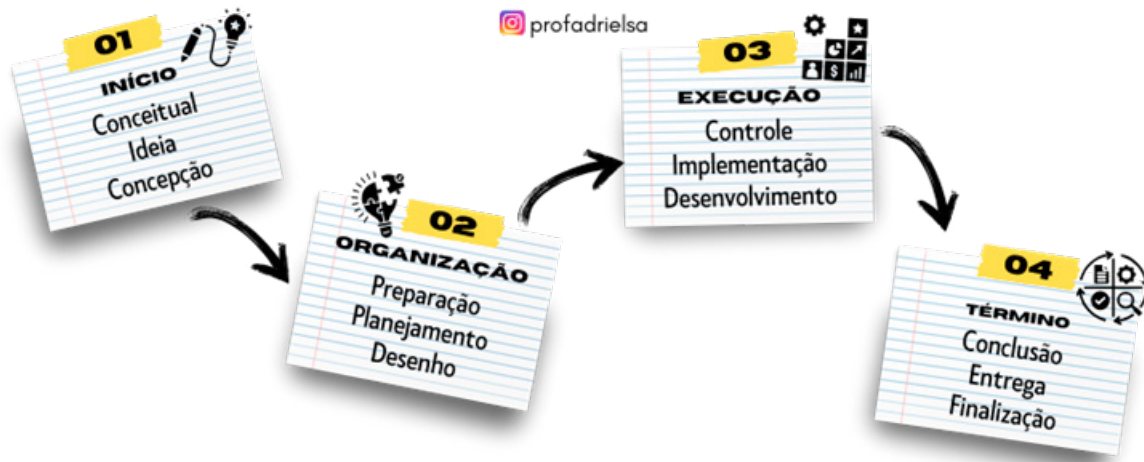 profadrielsa
01
INÍCIO
Conceitual
Ideia
Concepção
02
ORGANIZAÇÃO
Preparação
Planejamento
Desenho
03
EXECUÇÃO
Controle
Implementação
Desenvolvimento
04
TÉRMINO
Conclusão
Entrega
Finalização